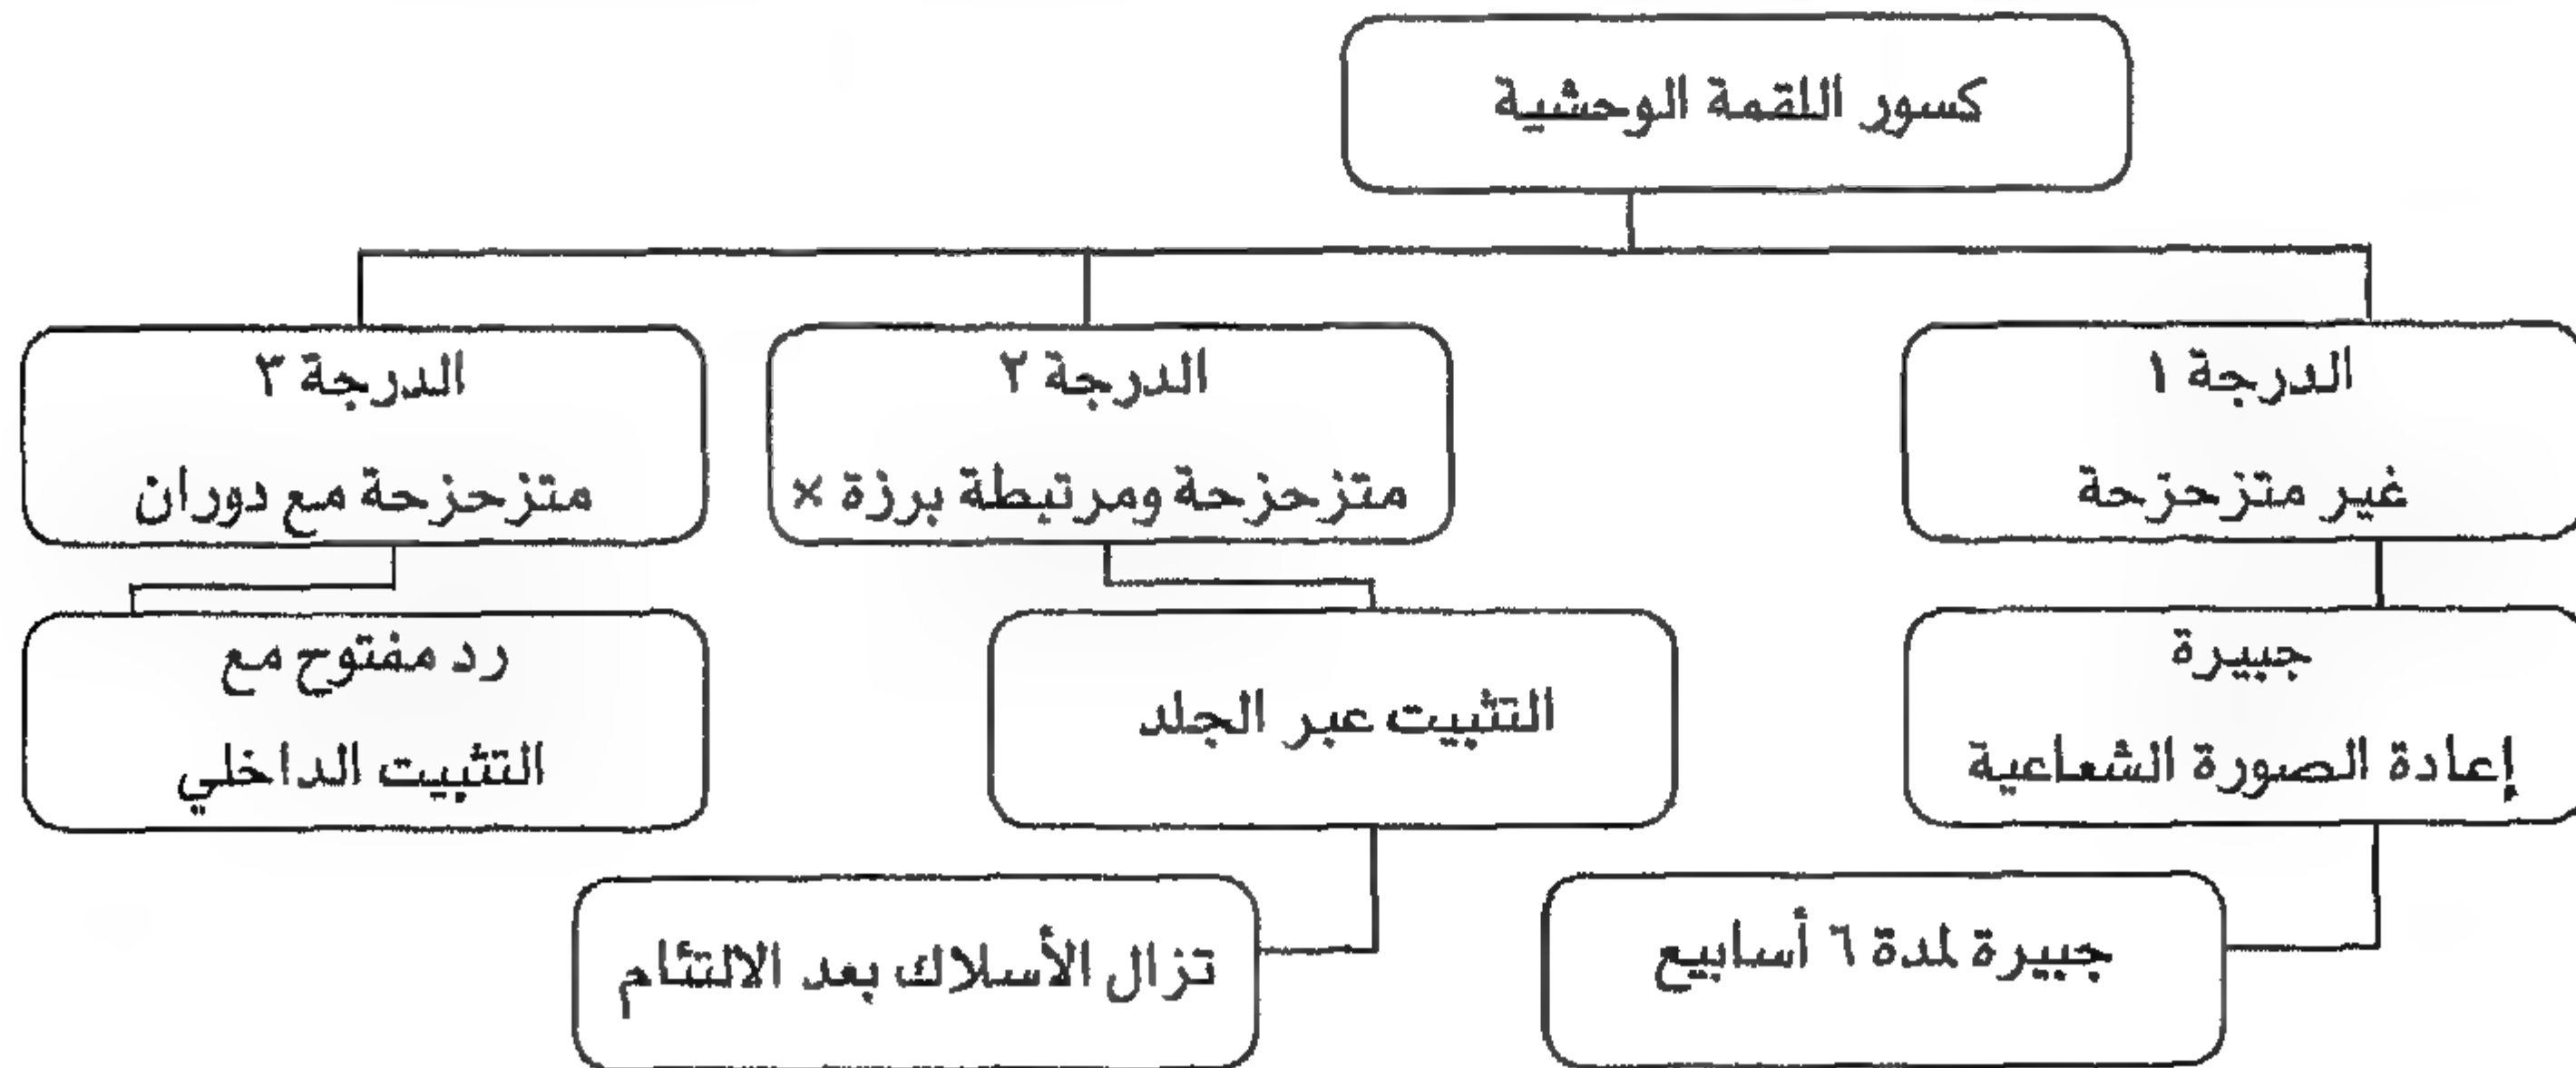 كسور اللقمة الوحشية
الدرجة ١
غير متزحزحة
الدرجة ٢
متزحزحة ومرتبطة برزة ×
الدرجة ٣
متزحزحة مع دوران
جبيرة
إعادة الصورة الشعاعية
التثبيت عبر الجلد
رد مفتوح مع
التثبيت الداخلي
جبيرة لمدة ٦ أسابيع
تزال الأسلاك بعد الالتئام